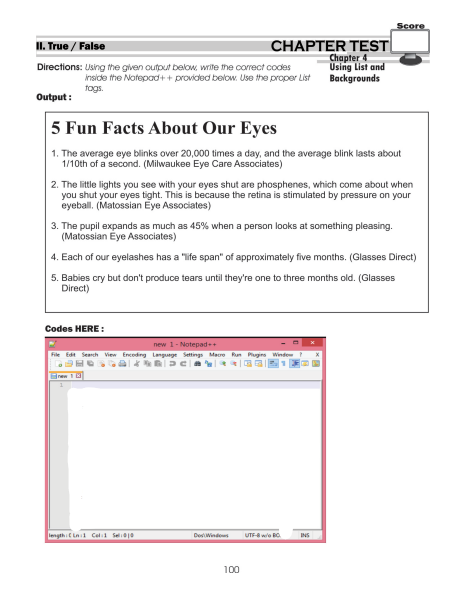 Score
II. True / False
CHAPTER TEST
Chapter 4
Using List and
Backgrounds
Directions: Using the given output below, write the correct codes
inside the Notepad++ provided below. Use the proper List
tags.
Output :
5 Fun Facts About Our Eyes
1. The average eye blinks over 20,000 times a day, and the average blink lasts about
1/10th of a second. (Milwaukee Eye Care Associates)
2. The little lights you see with your eyes shut are phosphenes, which come about when
you shut your eyes tight. This is because the retina is stimulated by pressure on your
eyeball. (Matossian Eye Associates)
3. The pupil expands as much as 45% when a person looks at something pleasing.
(Matossian Eye Associates)
4. Each of our eyelashes has a "life span" of approximately five months. (Glasses Direct)
5. Babies cry but don't produce tears until they're one to three months old. (Glasses
Direct)
Codes HERE :
new 1 - Notepad++
File Edit Search View Encoding Language Settings Macro Run Plugins Window ? X
new 1
1
length : 0 Ln : 1 Col : 1 Sel : 0 | 0 Dos\Windows UTF-8 w/o BO INS
100